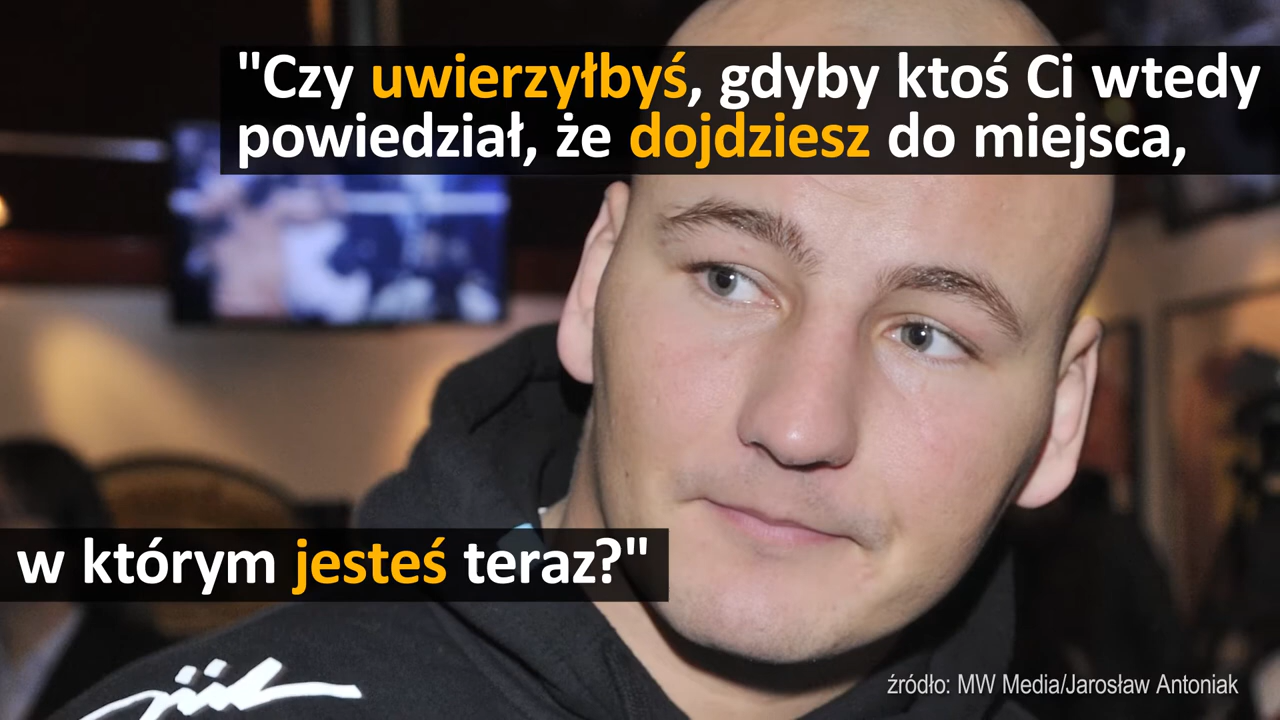 "Czy uwierzyłbyś, gdyby ktoś Ci wtedy
powiedział, że dojdziesz do miejsca,
w którym jesteś teraz?"
źródło: MW Media/Jarosław Antoniak